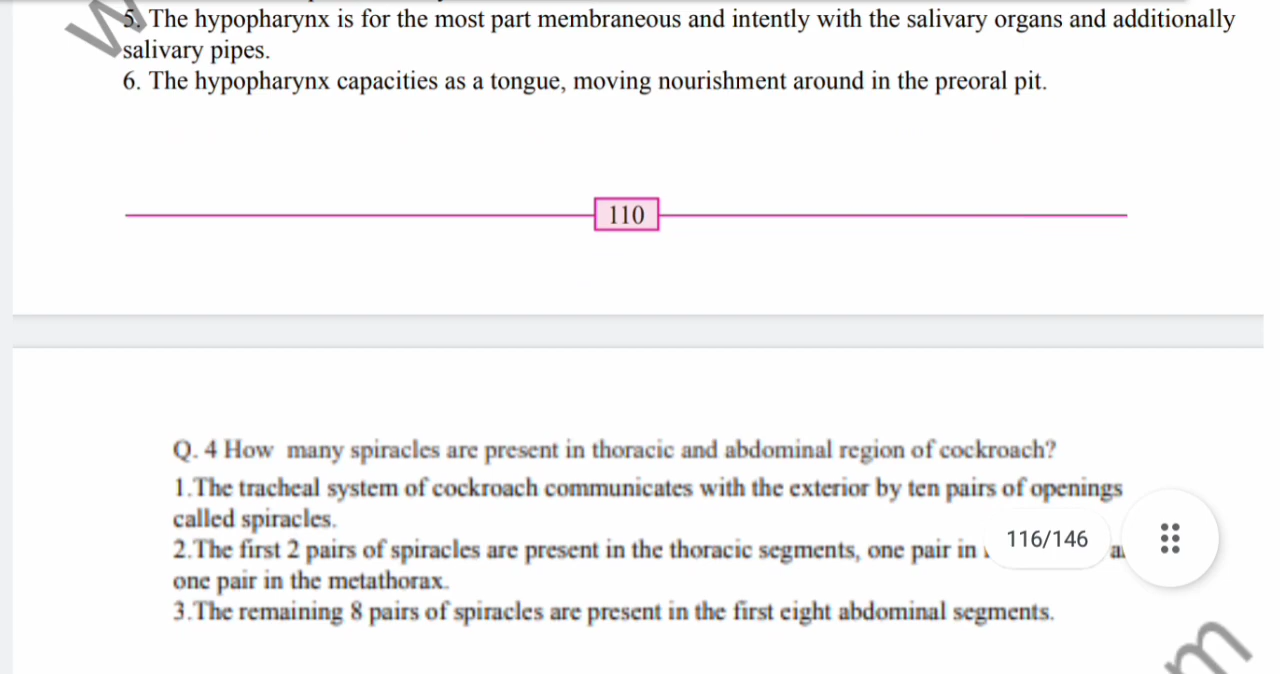 5. The hypopharynx is for the most part membraneous and intently with the salivary organs and additionally
salivary pipes.
6. The hypopharynx capacities as a tongue, moving nourishment around in the preoral pit.
110
Q. 4 How many spiracles are present in thoracic and abdominal region of cockroach?
1.The tracheal system of cockroach communicates with the exterior by ten pairs of openings
called spiracles.
2.The first 2 pairs of spiracles are present in the thoracic segments, one pair in
116/146
one pair in the metathorax.
3.The remaining 8 pairs of spiracles are present in the first eight abdominal segments.
m